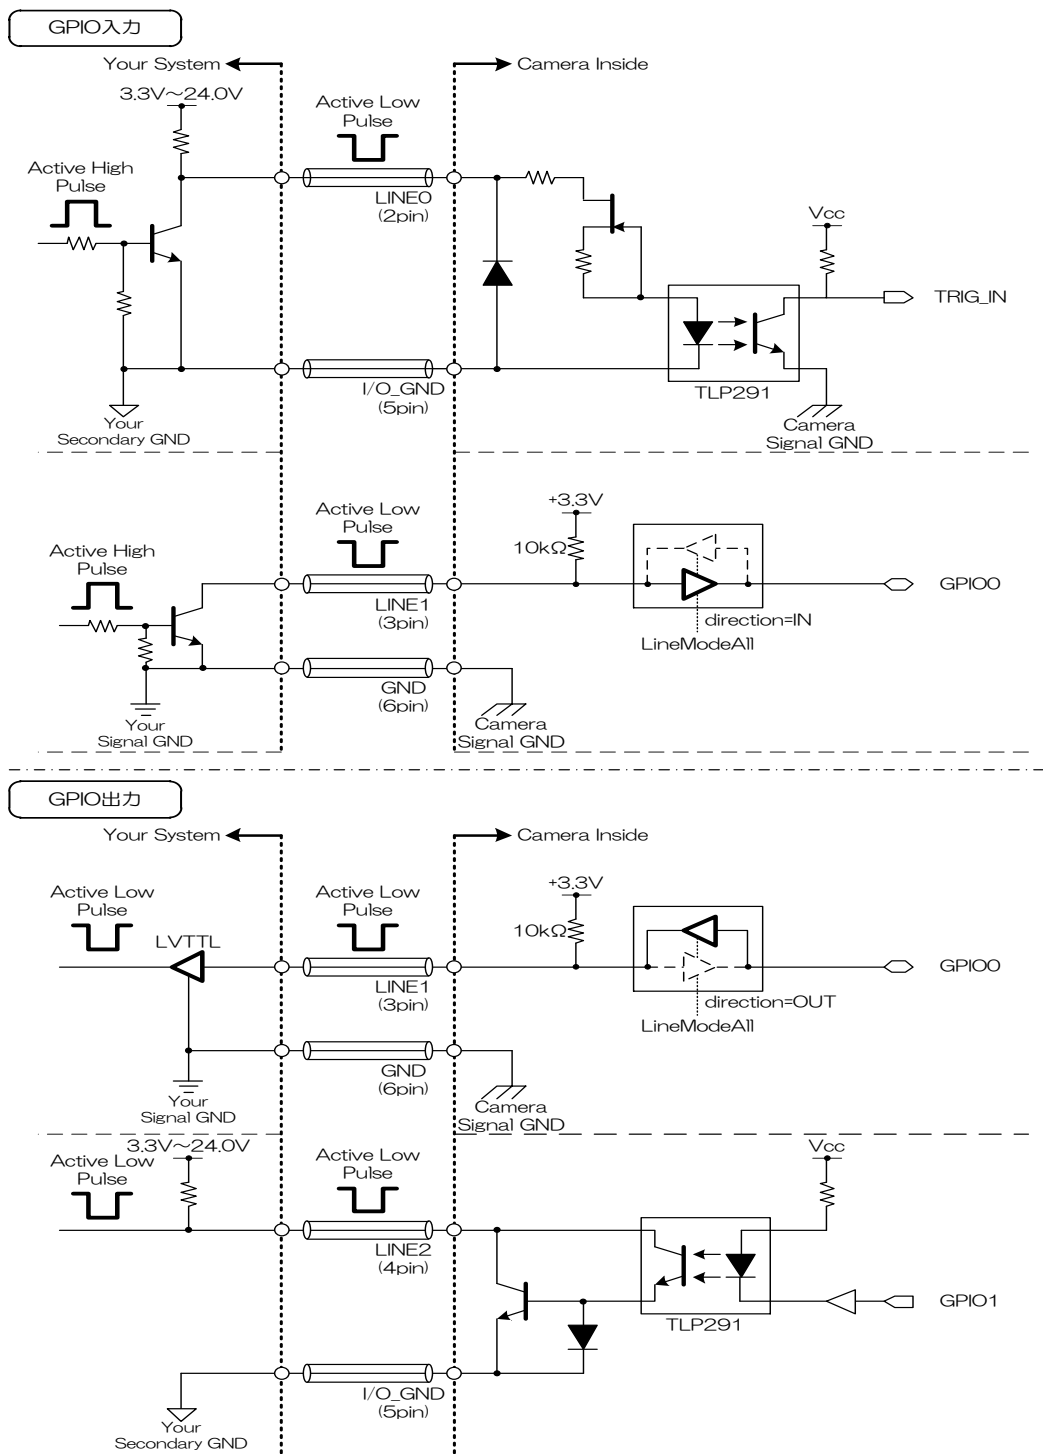 GPIO入力
Your System
Camera Inside
3.3V～24.0V
Active Low
Pulse
Active High
Pulse
LINE0
(2pin)
Vcc
TRIG_IN
I/O_GND
(5pin)
TLP291
Your
Secondary GND
Camera
Signal GND
+3.3V
Active Low
Pulse
10kΩ
Active High
Pulse
LINE1
(3pin)
GPIO0
direction=IN
LineModeAll
GND
(6pin)
Your
Signal GND
Camera
Signal GND
GPIO出力
Your System
Camera Inside
+3.3V
Active Low
Pulse
Active Low
Pulse
10kΩ
LVTTL
LINE1
(3pin)
GPIO0
direction=OUT
LineModeAll
GND
(6pin)
Your
Signal GND
Camera
Signal GND
3.3V～24.0V
Vcc
Active Low
Pulse
Active Low
Pulse
LINE2
(4pin)
GPIO1
TLP291
I/O_GND
(5pin)
Your
Secondary GND